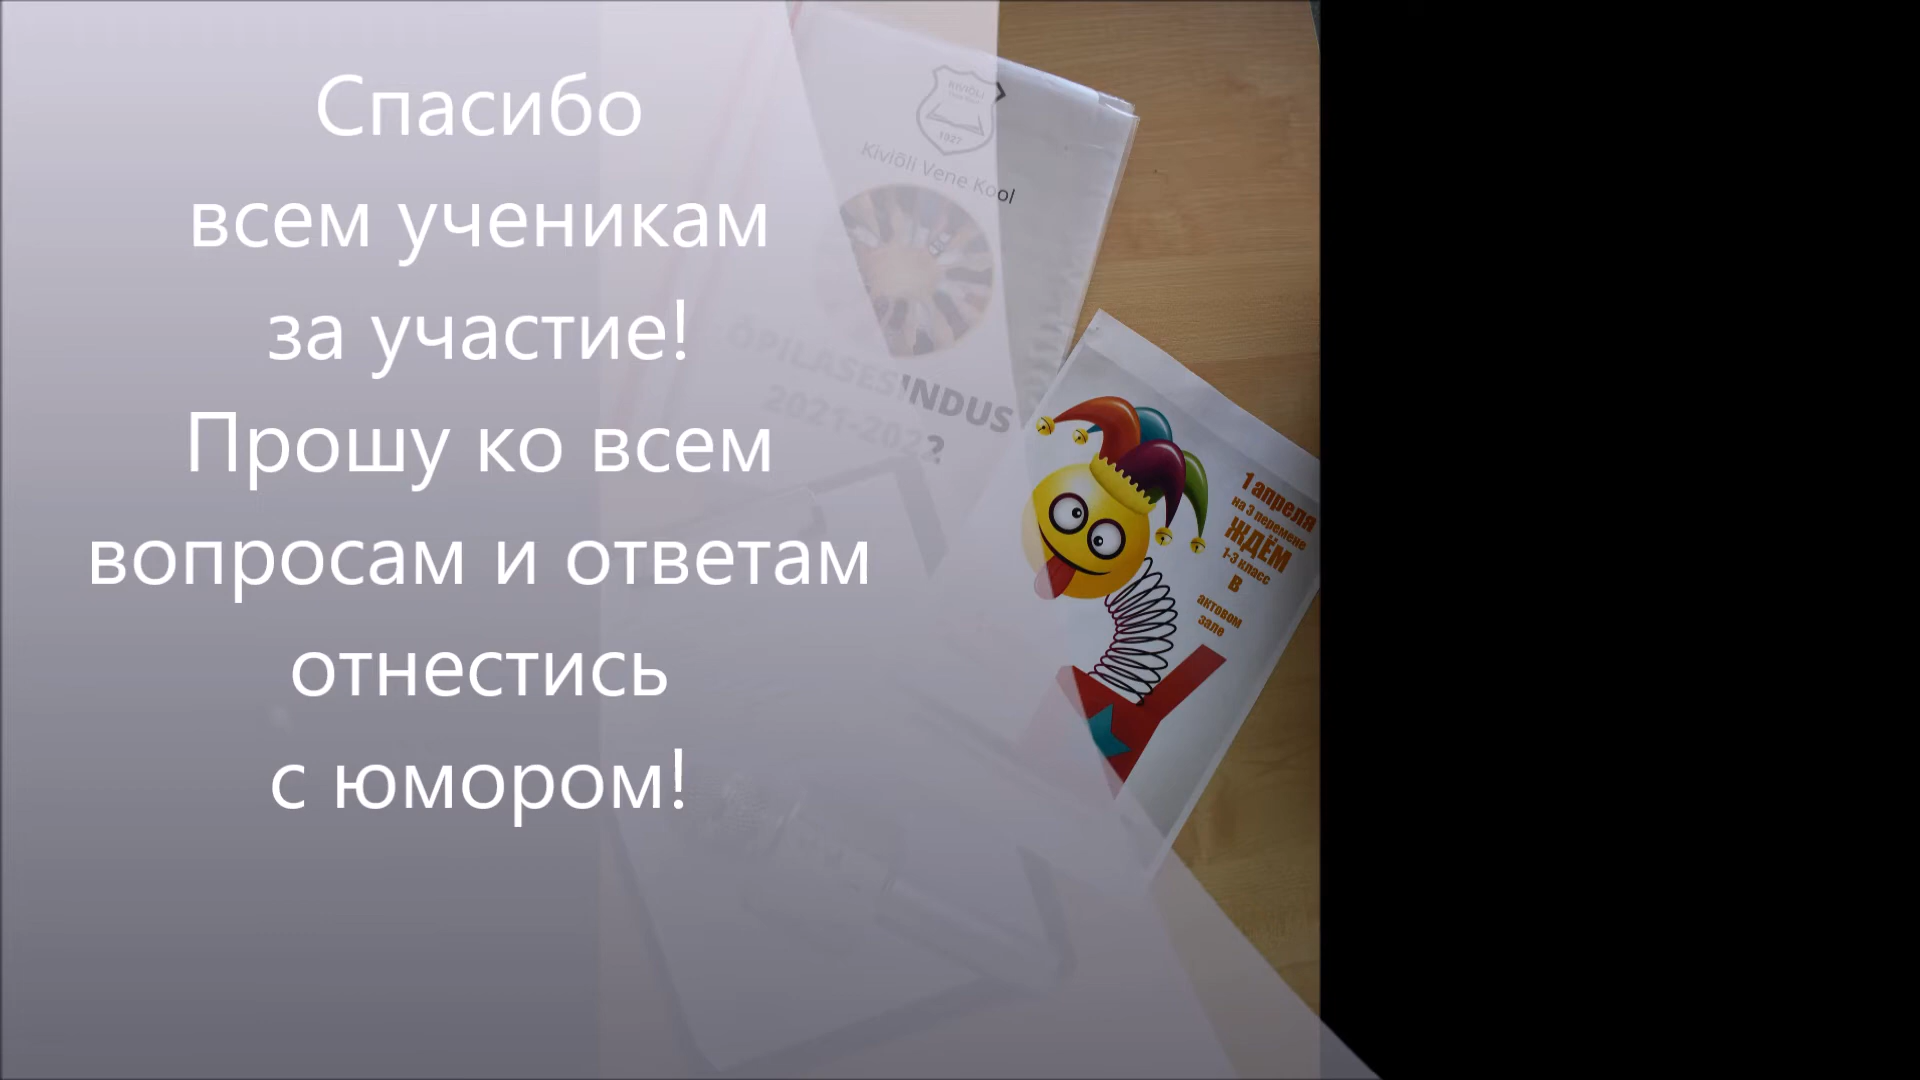 Спасибо
всем ученикам
за участие!
Прошу ко всем
вопросам и ответам
отнестись
с юмором!
KIVIÕLI
1927
Kiviõli Vene Kool
ÕPILASESINDUS
2021-2022
1 апреля
на 3 перемене
ЖДЁМ
1-3 класс
в
актовом
зале